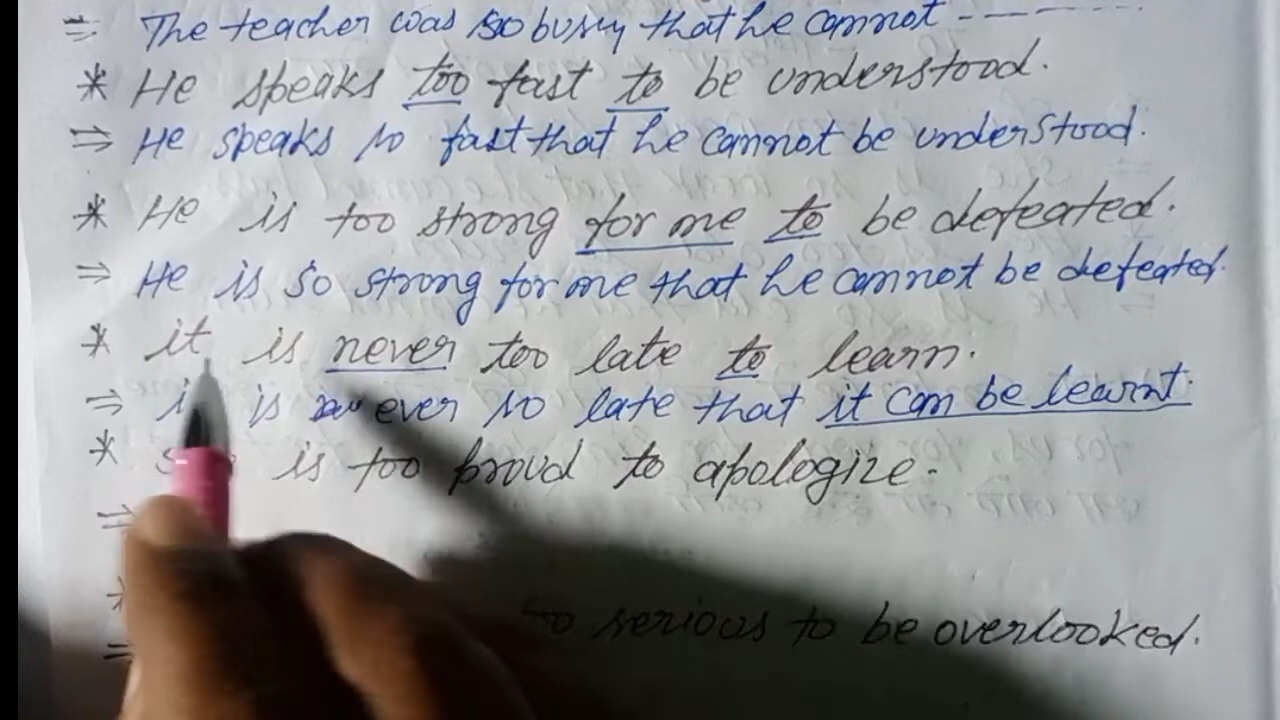 ⇒ The teacher was so busy that he cannot -------
* He speaks too fast to be understood.
⇒ He speaks so fast that he cannot be understood.
* He is too strong for me to be defeated.
⇒ He is so strong for me that he cannot be defeated.
* it is never too late to learn.
⇒ is ever so late that it can be learnt.
* is too proud to apologize.
⇒
*
serious to be overlooked.
⇒